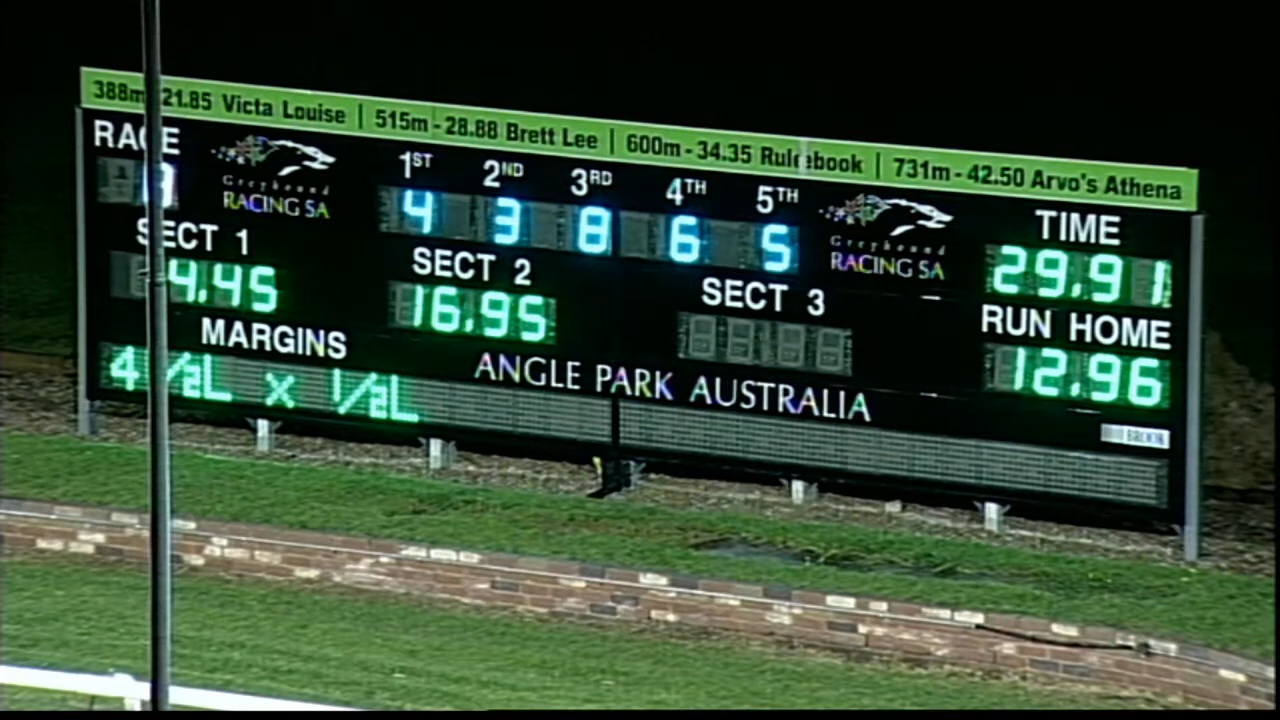 388m 21.85 Victa Louise | 515m - 28.88 Brett Lee | 600m - 34.35 Rulebook | 731m - 42.50 Arvo's Athena
RACE
Greyhound
RACING SA
1ST 2ND 3RD 4TH 5TH
4 3 8 6 5
Greyhound
RACING SA
TIME
29.91
SECT 1
4.45
SECT 2
16.95
SECT 3
RUN HOME
12.96
MARGINS
4 1/2L x 1/2L
ANGLE PARK AUSTRALIA